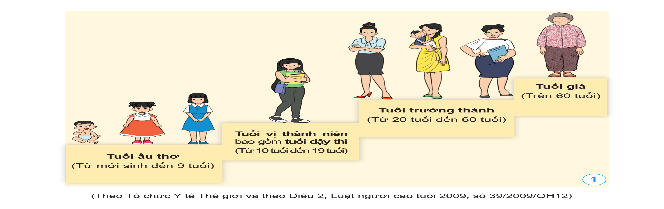 Tuổi ấu thơ
(Từ mới sinh đến 9 tuổi)
Tuổi vị thành niên
bao gồm tuổi dậy thì
(Từ 10 tuổi đến 19 tuổi)
Tuổi trưởng thành
(Từ 20 tuổi đến 60 tuổi)
Tuổi già
(Trên 60 tuổi)
1
(Theo Tổ chức Y tế Thế giới và theo Điều 2, Luật người cao tuổi 2009, số 39/2009/QH12)